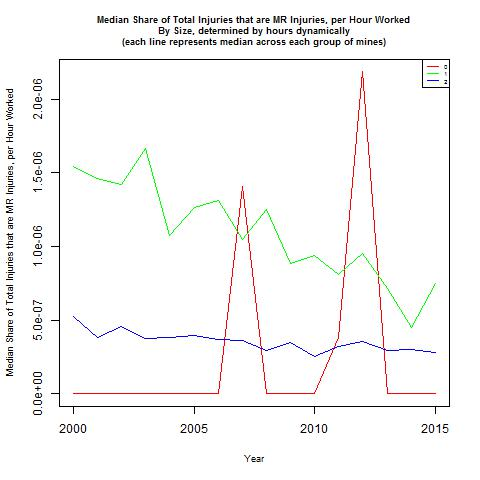 Median Share of Total Injuries that are MR Injuries, per Hour Worked
By Size, determined by hours dynamically
(each line represents median across each group of mines)
0
1
2
Median Share of Total Injuries that are MR Injuries, per Hour Worked
2.0e-06
1.5e-06
1.0e-06
5.0e-07
0.0e+00
2000 2005 2010 2015
Year